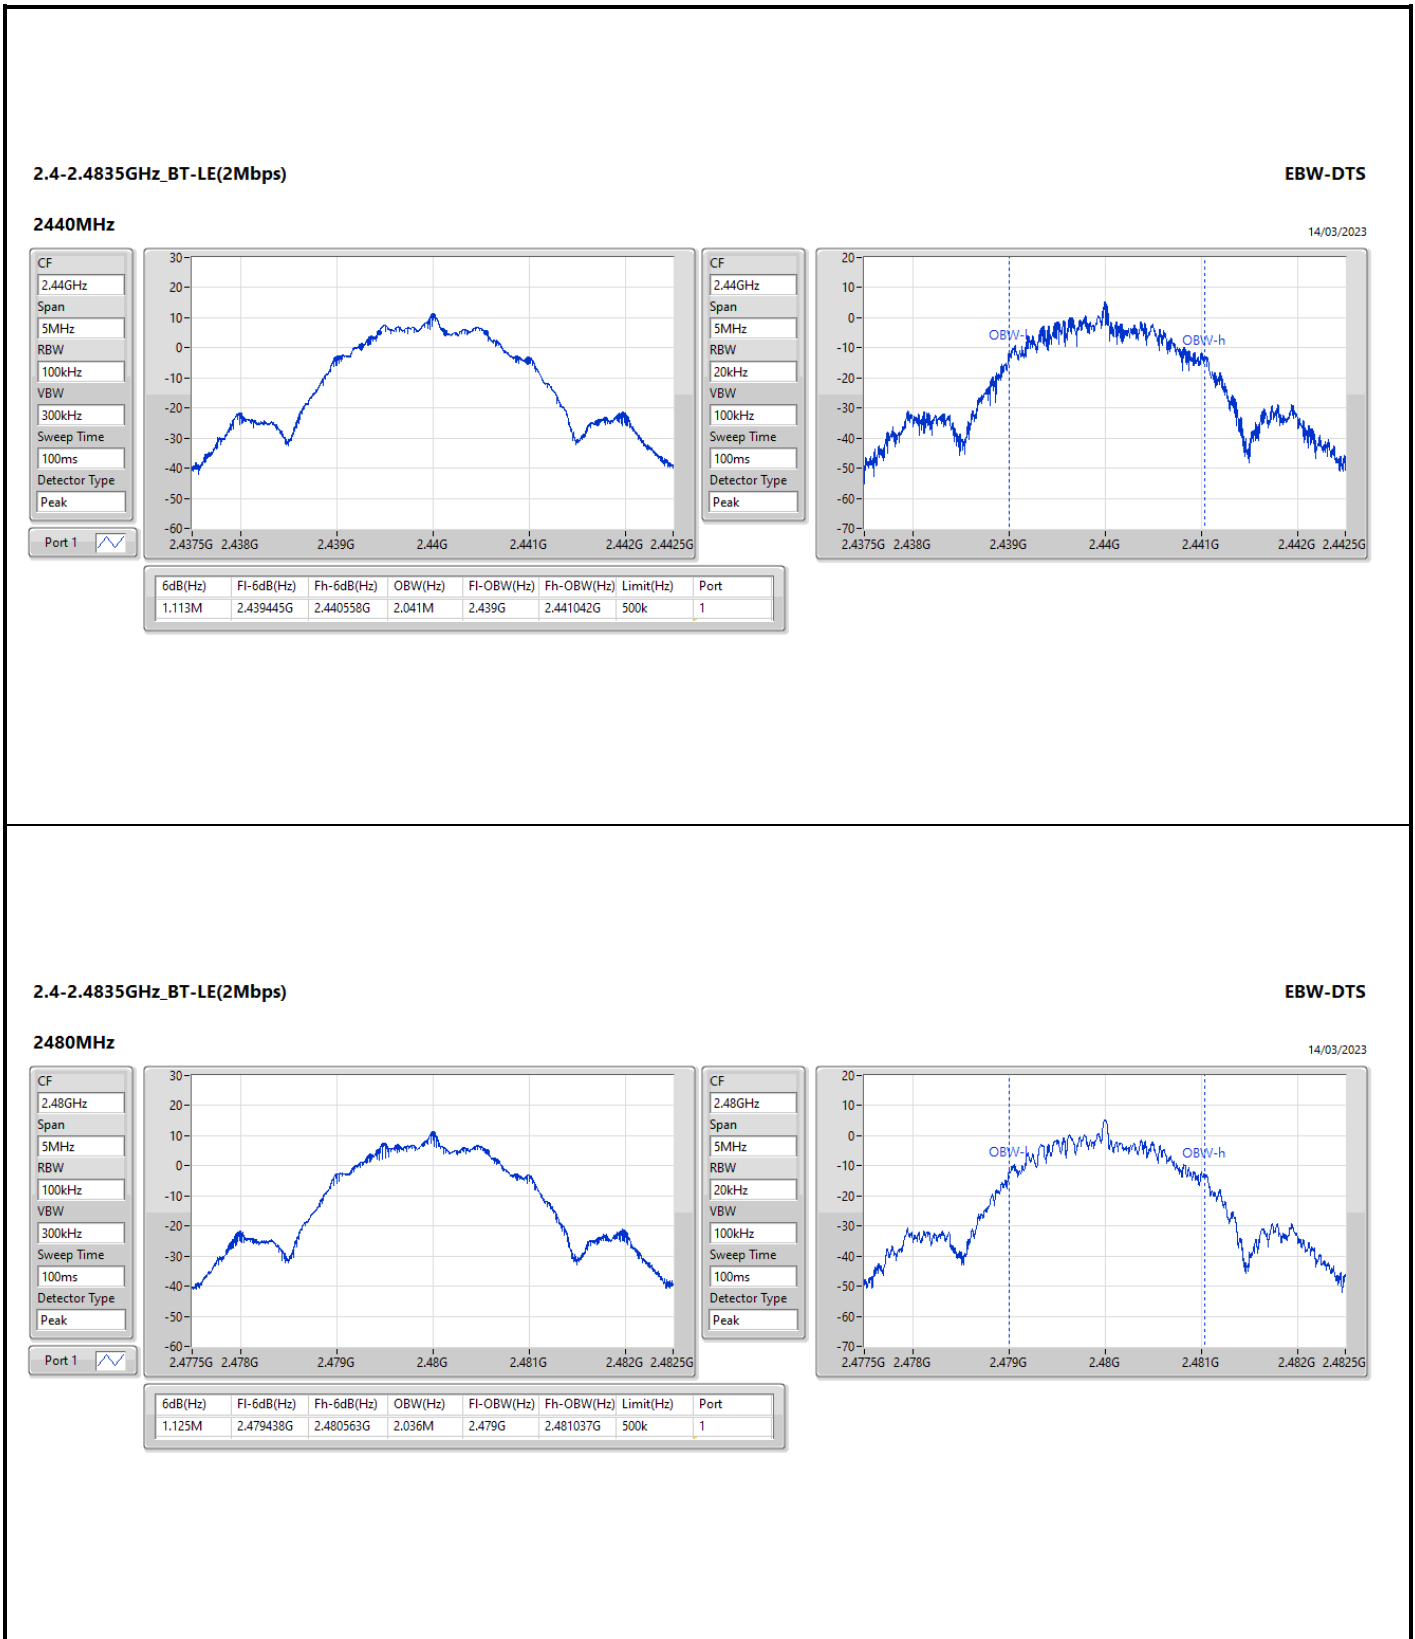 2.4-2.4835GHz_BT-LE(2Mbps) EBW-DTS
2440MHz
14/03/2023
CF
2.44GHz
Span
5MHz
RBW
100kHz
VBW
300kHz
Sweep Time
100ms
Detector Type
Peak
Port 1
30
20
10
0
-10
-20
-30
-40
-50
-60
2.4375G 2.438G 2.439G 2.44G 2.441G 2.442G 2.4425G
CF
2.44GHz
Span
5MHz
RBW
20kHz
VBW
100kHz
Sweep Time
100ms
Detector Type
Peak
20
10
0
-10
-20
-30
-40
-50
-60
-70
OBW-l OBW-h
2.4375G 2.438G 2.439G 2.44G 2.441G 2.442G 2.4425G
6dB(Hz) Fl-6dB(Hz) Fh-6dB(Hz) OBW(Hz) Fl-OBW(Hz) Fh-OBW(Hz) Limit(Hz) Port
1.113M 2.439445G 2.440558G 2.041M 2.439G 2.441042G 500k 1
2.4-2.4835GHz_BT-LE(2Mbps) EBW-DTS
2480MHz
14/03/2023
CF
2.48GHz
Span
5MHz
RBW
100kHz
VBW
300kHz
Sweep Time
100ms
Detector Type
Peak
Port 1
30
20
10
0
-10
-20
-30
-40
-50
-60
2.4775G 2.478G 2.479G 2.48G 2.481G 2.482G 2.4825G
CF
2.48GHz
Span
5MHz
RBW
20kHz
VBW
100kHz
Sweep Time
100ms
Detector Type
Peak
20
10
0
-10
-20
-30
-40
-50
-60
-70
OBW-l OBW-h
2.4775G 2.478G 2.479G 2.48G 2.481G 2.482G 2.4825G
6dB(Hz) Fl-6dB(Hz) Fh-6dB(Hz) OBW(Hz) Fl-OBW(Hz) Fh-OBW(Hz) Limit(Hz) Port
1.125M 2.479438G 2.480563G 2.036M 2.479G 2.481037G 500k 1